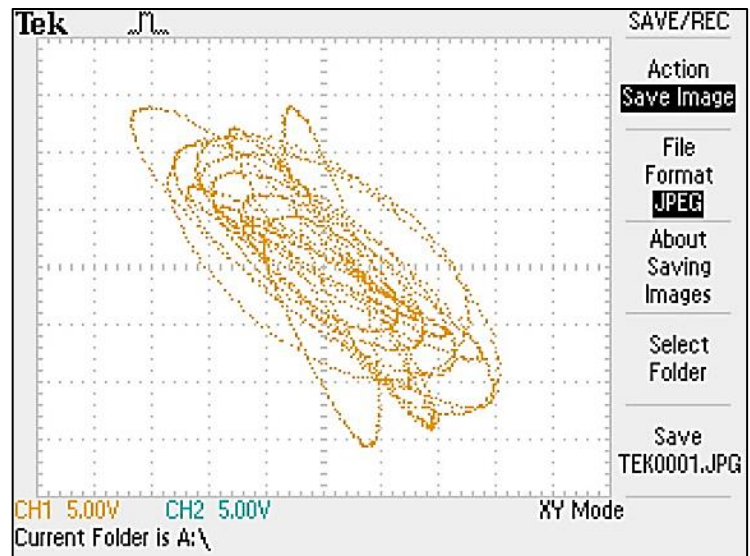 Tek
SAVE/REC
Action
Save Image
File
Format
JPEG
About
Saving
Images
Select
Folder
Save
TEK0001.JPG
CH1 5.00V CH2 5.00V XY Mode
Current Folder is A:\